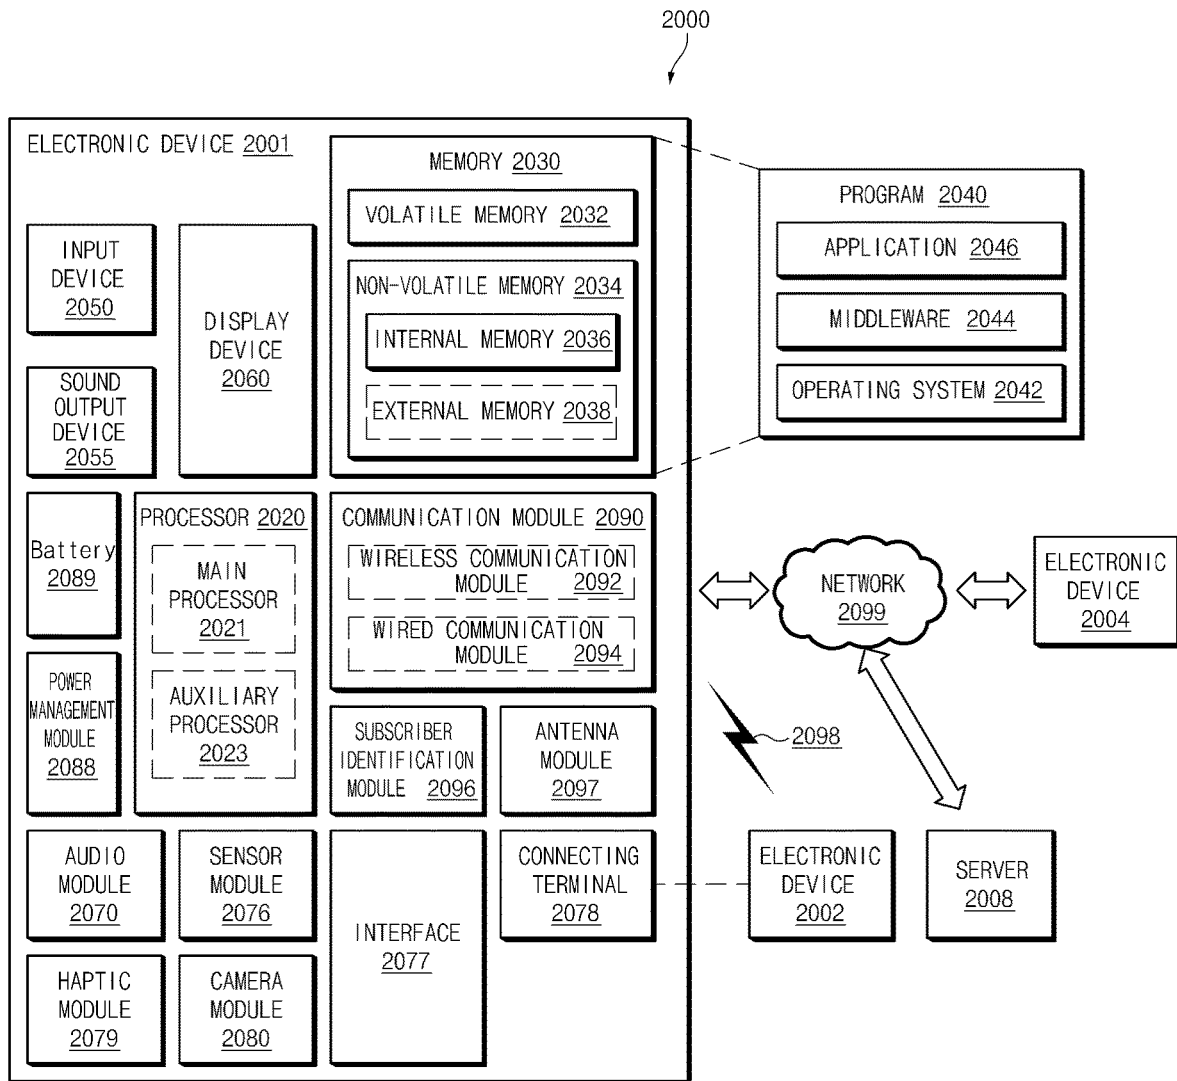 2000
ELECTRONIC DEVICE 2001
MEMORY 2030
VOLATILE MEMORY 2032
NON-VOLATILE MEMORY 2034
INTERNAL MEMORY 2036
EXTERNAL MEMORY 2038
PROGRAM 2040
APPLICATION 2046
MIDDLEWARE 2044
OPERATING SYSTEM 2042
INPUT
DEVICE
2050
DISPLAY
DEVICE
2060
SOUND
OUTPUT
DEVICE
2055
Battery
2089
PROCESSOR 2020
MAIN
PROCESSOR
2021
AUXILIARY
PROCESSOR
2023
COMMUNICATION MODULE 2090
WIRELESS COMMUNICATION
MODULE 2092
WIRED COMMUNICATION
MODULE 2094
NETWORK
2099
ELECTRONIC
DEVICE
2004
POWER
MANAGEMENT
MODULE
2088
SUBSCRIBER
IDENTIFICATION
MODULE 2096
ANTENNA
MODULE
2097
2098
AUDIO
MODULE
2070
SENSOR
MODULE
2076
INTERFACE
2077
CONNECTING
TERMINAL
2078
ELECTRONIC
DEVICE
2002
SERVER
2008
HAPTIC
MODULE
2079
CAMERA
MODULE
2080